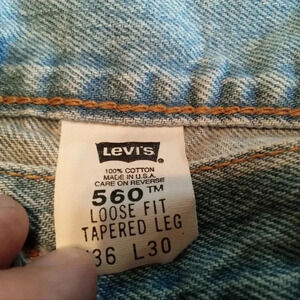 LEVI'S
100% COTTON
MADE IN U.S.A.
CARE ON REVERSE
560™
LOOSE FIT
TAPERED LEG
36 L30